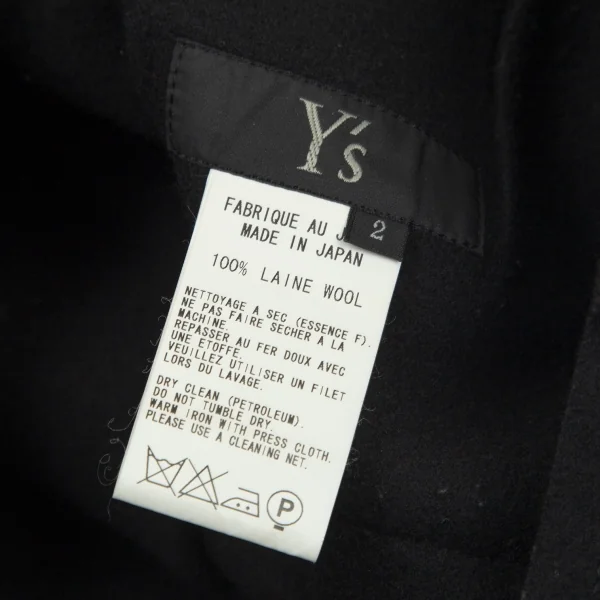 Y's
2
FABRIQUE AU J
MADE IN JAPAN
100% LAINE WOOL
NETTOYAGE A SEC (ESSENCE F).
NE PAS FAIRE SECHER A LA
MACHINE.
REPASSER AU FER DOUX AVEC
UNE ETOFFE.
VEUILLEZ UTILISER UN FILET
LORS DU LAVAGE.
DRY CLEAN (PETROLEUM).
DO NOT TUMBLE DRY.
WARM IRON WITH PRESS CLOTH.
PLEASE USE A CLEANING NET.
P